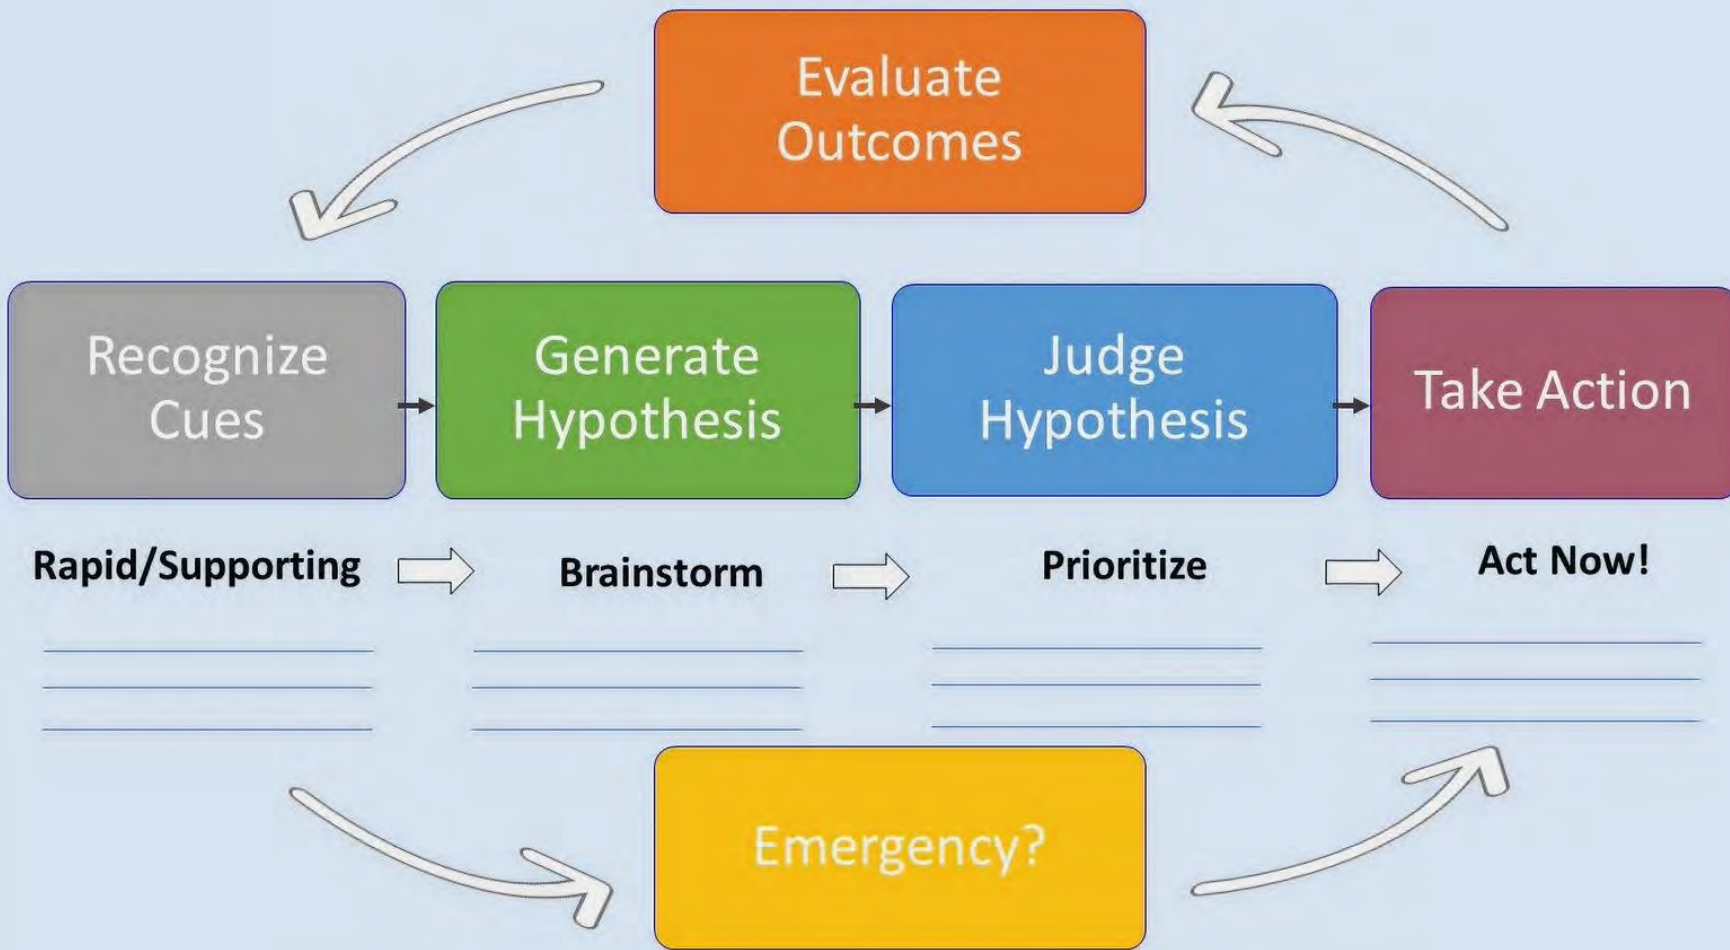 Evaluate
Outcomes
Recognize
Cues
Generate
Hypothesis
Judge
Hypothesis
Take Action
Rapid/Supporting
Brainstorm
Prioritize
Act Now!
Emergency?